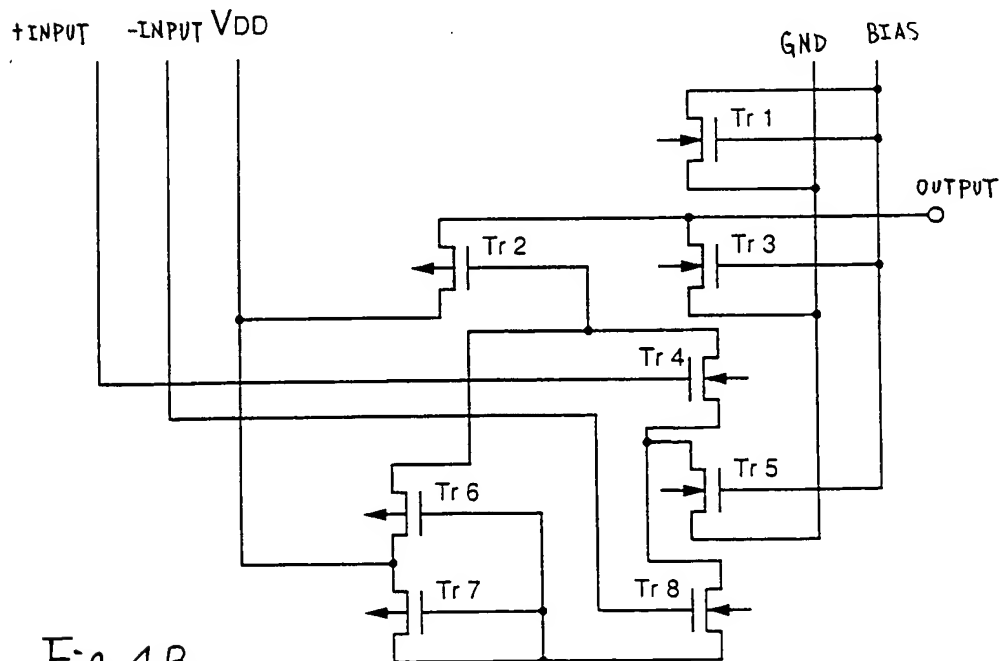 +INPUT -INPUT VDD GND BIAS
Tr 1
OUTPUT
Tr 2 Tr 3
Tr 4
Tr 5
Tr 6
Tr 7 Tr 8